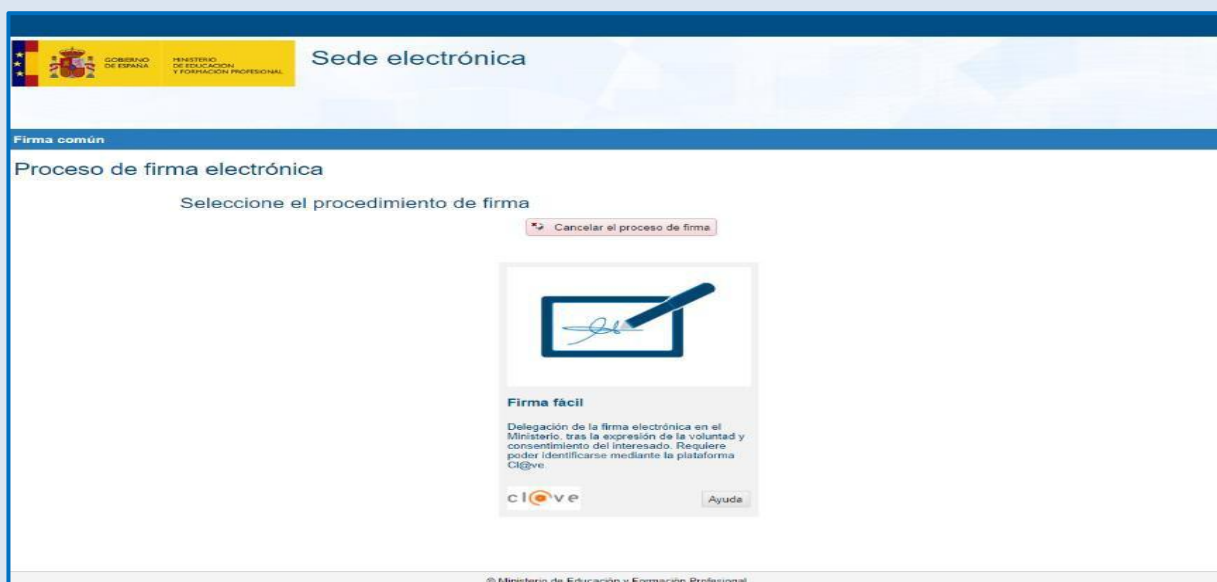 GOBIERNO
DE ESPAÑA
MINISTERIO
DE EDUCACIÓN
Y FORMACIÓN PROFESIONAL
Sede electrónica
Firma común
Proceso de firma electrónica
Seleccione el procedimiento de firma
Cancelar el proceso de firma
Firma fácil
Delegación de la firma electrónica en el
Ministerio, tras la expresión de la voluntad y
consentimiento del interesado. Requiere
poder identificarse mediante la plataforma
Cl@ve.
cl@ve
Ayuda
© Ministerio de Educación y Formación Profesional